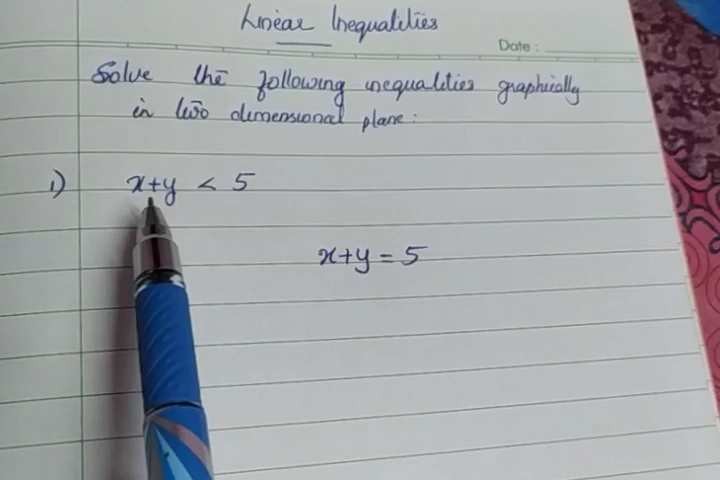 Linear Inequalities
Date :
Solve the following inequalities graphically
in two dimensional plane :
1) x+y < 5
x+y = 5